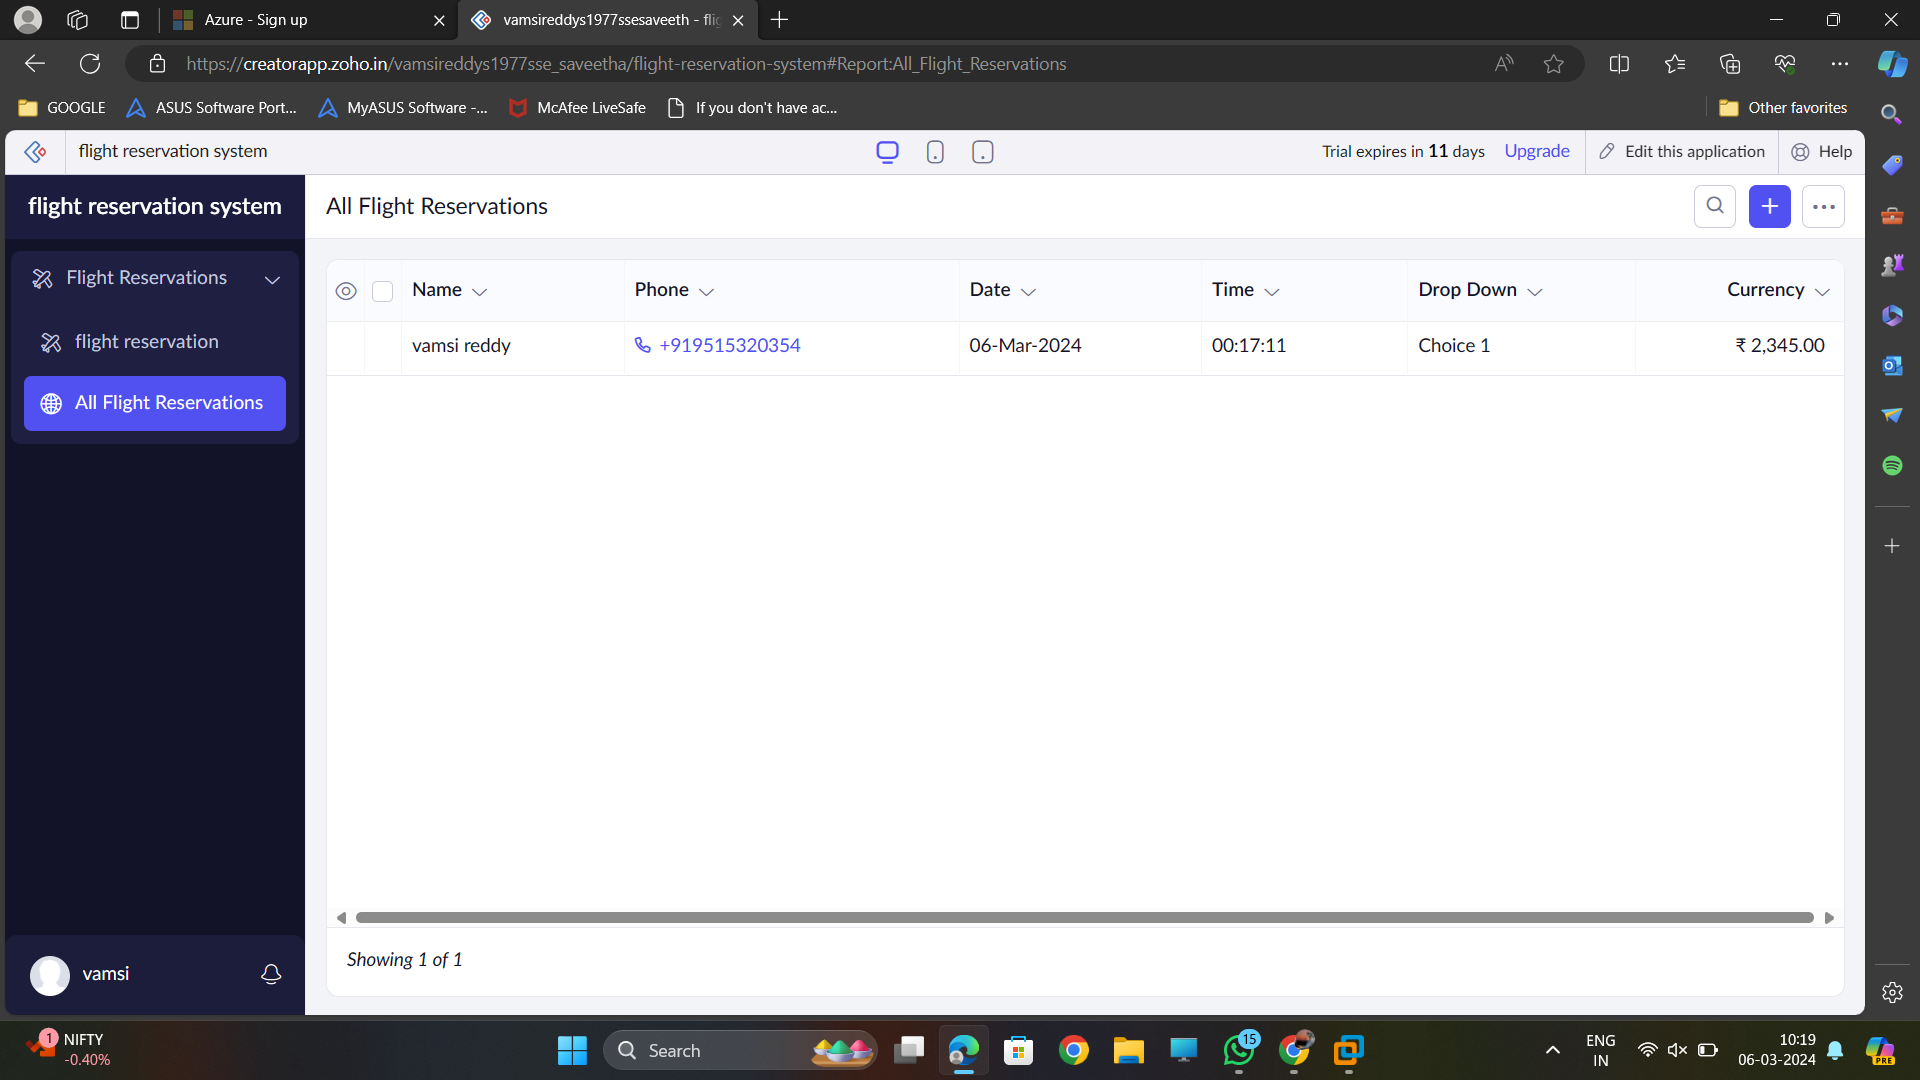 Azure - Sign up
vamsireddys1977ssesaveeth - flig
https://creatorapp.zoho.in/vamsireddys1977sse_saveetha/flight-reservation-system#Report:All_Flight_Reservations
GOOGLE
ASUS Software Port...
MyASUS Software -...
McAfee LiveSafe
If you don't have ac...
Other favorites
flight reservation system
Trial expires in 11 days
Upgrade
Edit this application
Help
flight reservation system
All Flight Reservations
Flight Reservations
flight reservation
All Flight Reservations
Name Phone Date Time Drop Down Currency
vamsi reddy +919515320354 06-Mar-2024 00:17:11 Choice 1 ₹ 2,345.00
Showing 1 of 1
vamsi
1
NIFTY
-0.40%
Search
15
ENG
IN
10:19
06-03-2024
PRE